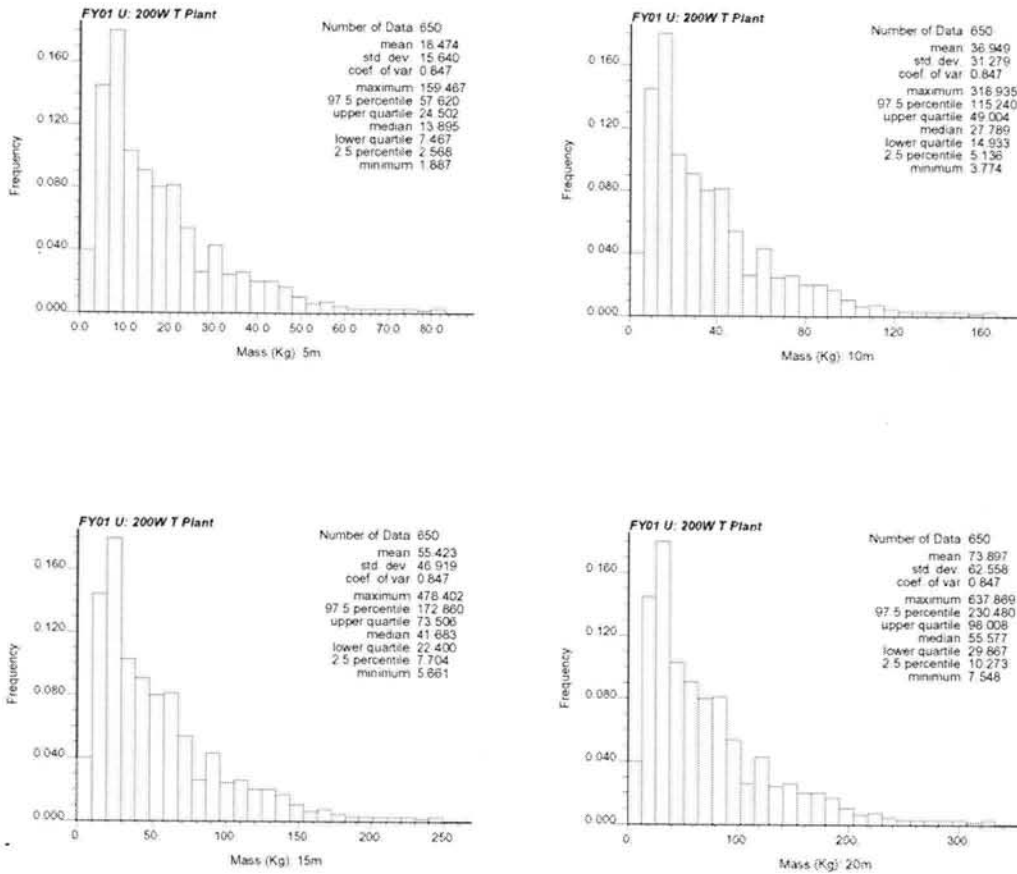 FY01 U: 200W T Plant
Number of Data 650
mean 18.474
std. dev. 15.640
coef. of var 0.847
maximum 159.467
97.5 percentile 57.620
upper quartile 24.502
median 13.895
lower quartile 7.467
2.5 percentile 2.568
minimum 1.887
Frequency
0.160
0.120
0.080
0.040
0.000
0.0 10.0 20.0 30.0 40.0 50.0 60.0 70.0 80.0
Mass (Kg): 5m
FY01 U: 200W T Plant
Number of Data 650
mean 36.949
std. dev. 31.279
coef. of var 0.847
maximum 318.935
97.5 percentile 115.240
upper quartile 49.004
median 27.789
lower quartile 14.933
2.5 percentile 5.136
minimum 3.774
Frequency
0.160
0.120
0.080
0.040
0.000
0. 40. 80. 120. 160.
Mass (Kg): 10m
FY01 U: 200W T Plant
Number of Data 650
mean 55.423
std. dev. 46.919
coef. of var 0.847
maximum 478.402
97.5 percentile 172.860
upper quartile 73.506
median 41.683
lower quartile 22.400
2.5 percentile 7.704
minimum 5.661
Frequency
0.160
0.120
0.080
0.040
0.000
0. 50. 100. 150. 200. 250.
Mass (Kg): 15m
FY01 U: 200W T Plant
Number of Data 650
mean 73.897
std. dev. 62.558
coef. of var 0.847
maximum 637.869
97.5 percentile 230.480
upper quartile 98.008
median 55.577
lower quartile 29.867
2.5 percentile 10.273
minimum 7.548
Frequency
0.160
0.120
0.080
0.040
0.000
0. 100. 200. 300.
Mass (Kg): 20m